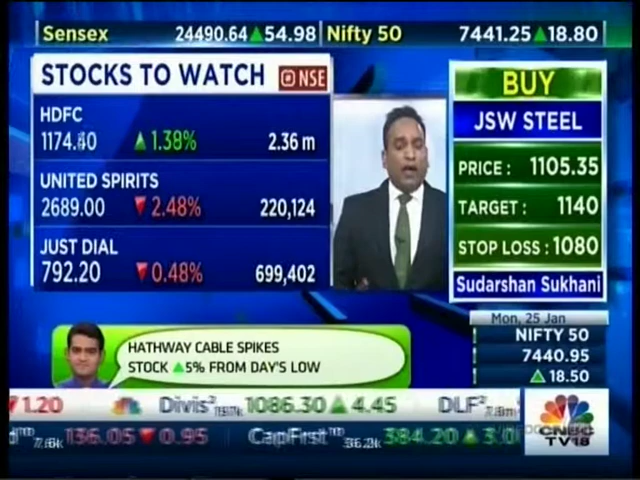 Sensex 24490.64 ▲ 54.98 Nifty 50 7441.25 ▲ 18.80
STOCKS TO WATCH NSE
HDFC
1174.40 ▲ 1.38% 2.36 m
UNITED SPIRITS
2689.00 ▼ 2.48% 220,124
JUST DIAL
792.20 ▼ 0.48% 699,402
BUY
JSW STEEL
PRICE : 1105.35
TARGET : 1140
STOP LOSS : 1080
Sudarshan Sukhani
Mon, 25 Jan
NIFTY 50
7440.95
▲ 18.50
HATHWAY CABLE SPIKES
STOCK ▲ 5% FROM DAY'S LOW
▼ 1.20 Divis 1086.30 ▲ 4.45 DLF
136.05 ▼ 0.95 CapFirst 384.20 ▲ 3.0
CNBC
TV18